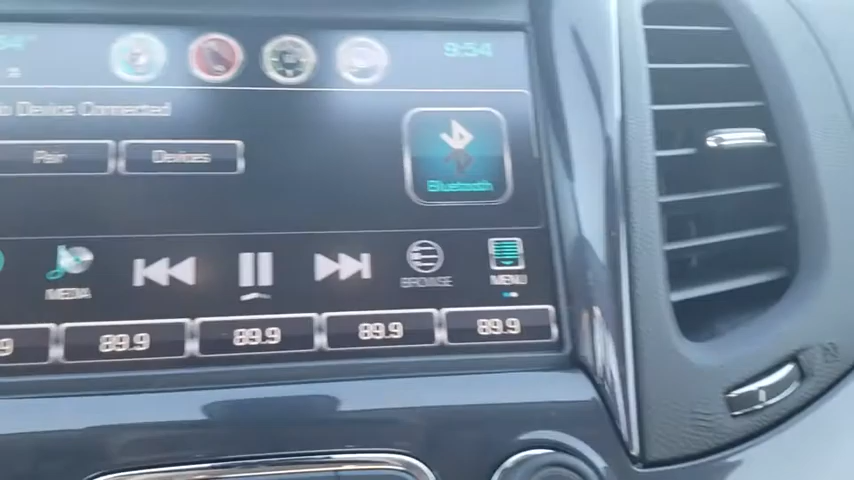 9:54
o Device Connected
Pair Devices
Bluetooth
MEDIA BROWSE MENU
89.9 89.9 89.9 89.9